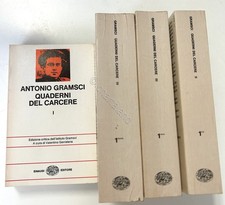 ANTONIO GRAMSCI
QUADERNI
DEL CARCERE
I
Edizione critica dell'Istituto Gramsci
A cura di Valentino Gerratana
EINAUDI EDITORE
GRAMSCI QUADERNI DEL CARCERE
GRAMSCI QUADERNI DEL CARCERE
GRAMSCI QUADERNI DEL CARCERE